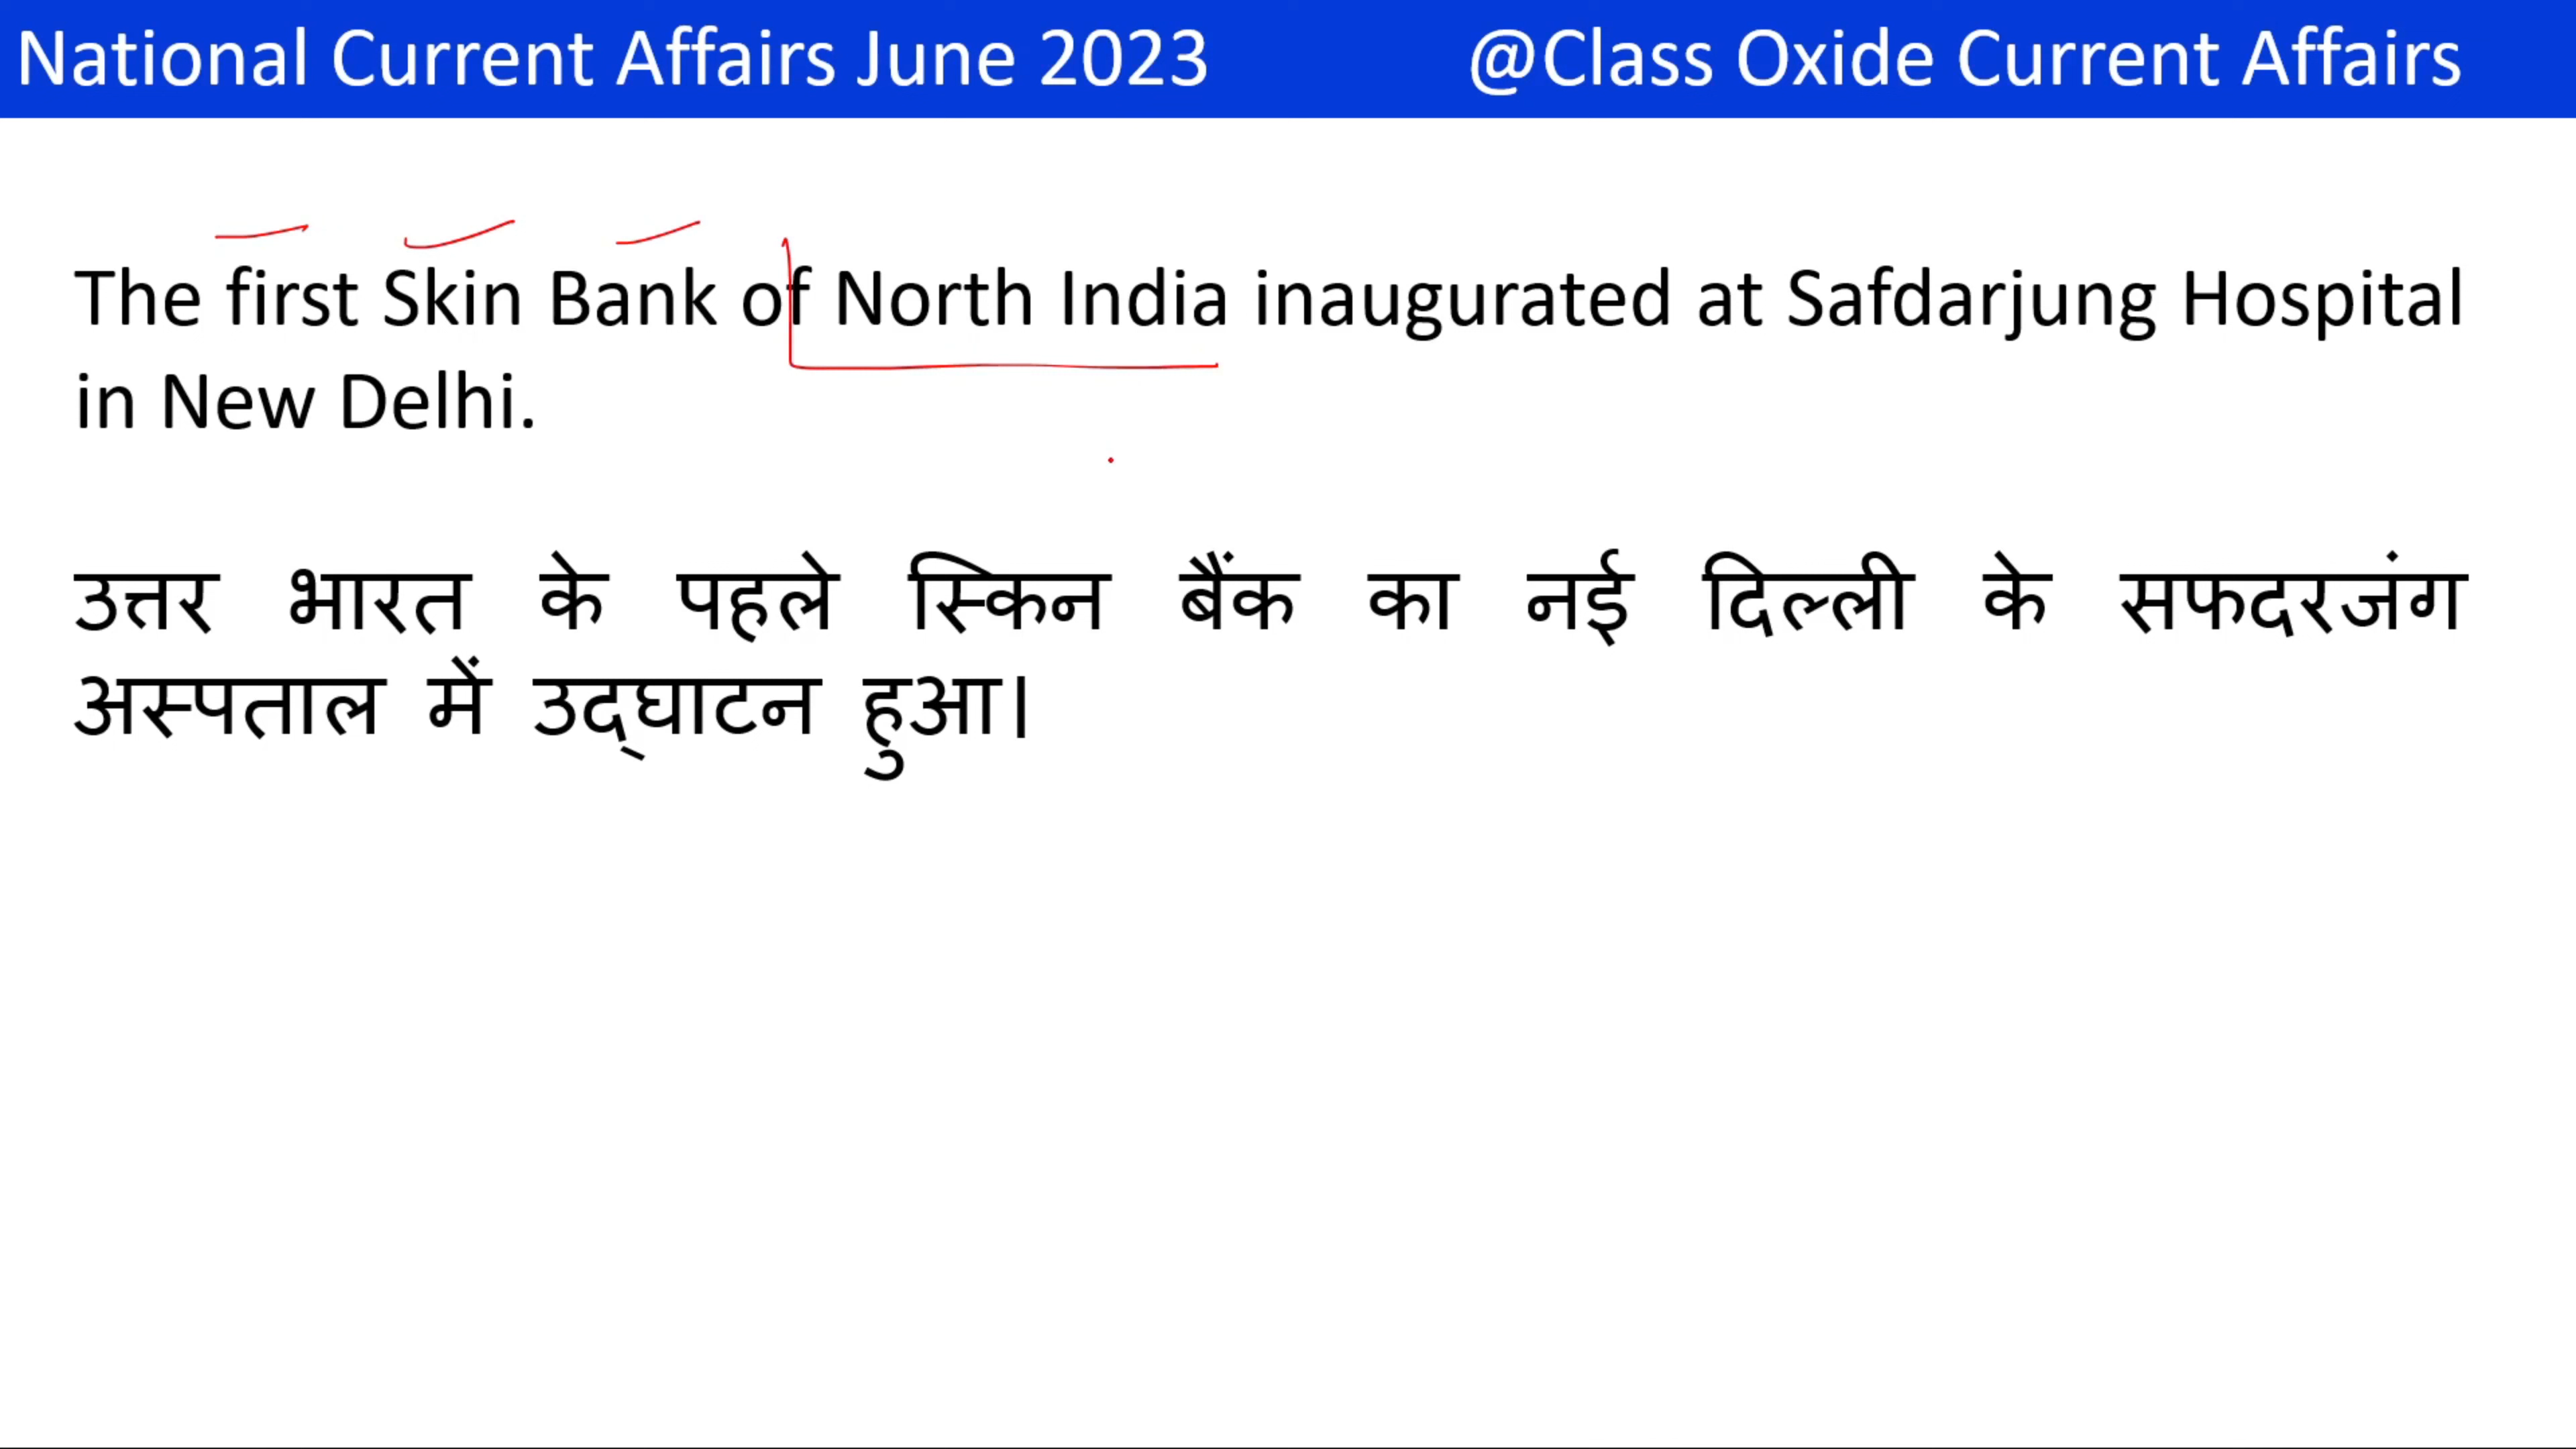 National Current Affairs June 2023 @Class Oxide Current Affairs
The first Skin Bank of North India inaugurated at Safdarjung Hospital
in New Delhi.
उत्तर भारत के पहले स्किन बैंक का नई दिल्ली के सफदरजंग
अस्पताल में उद्‌घाटन हुआ।